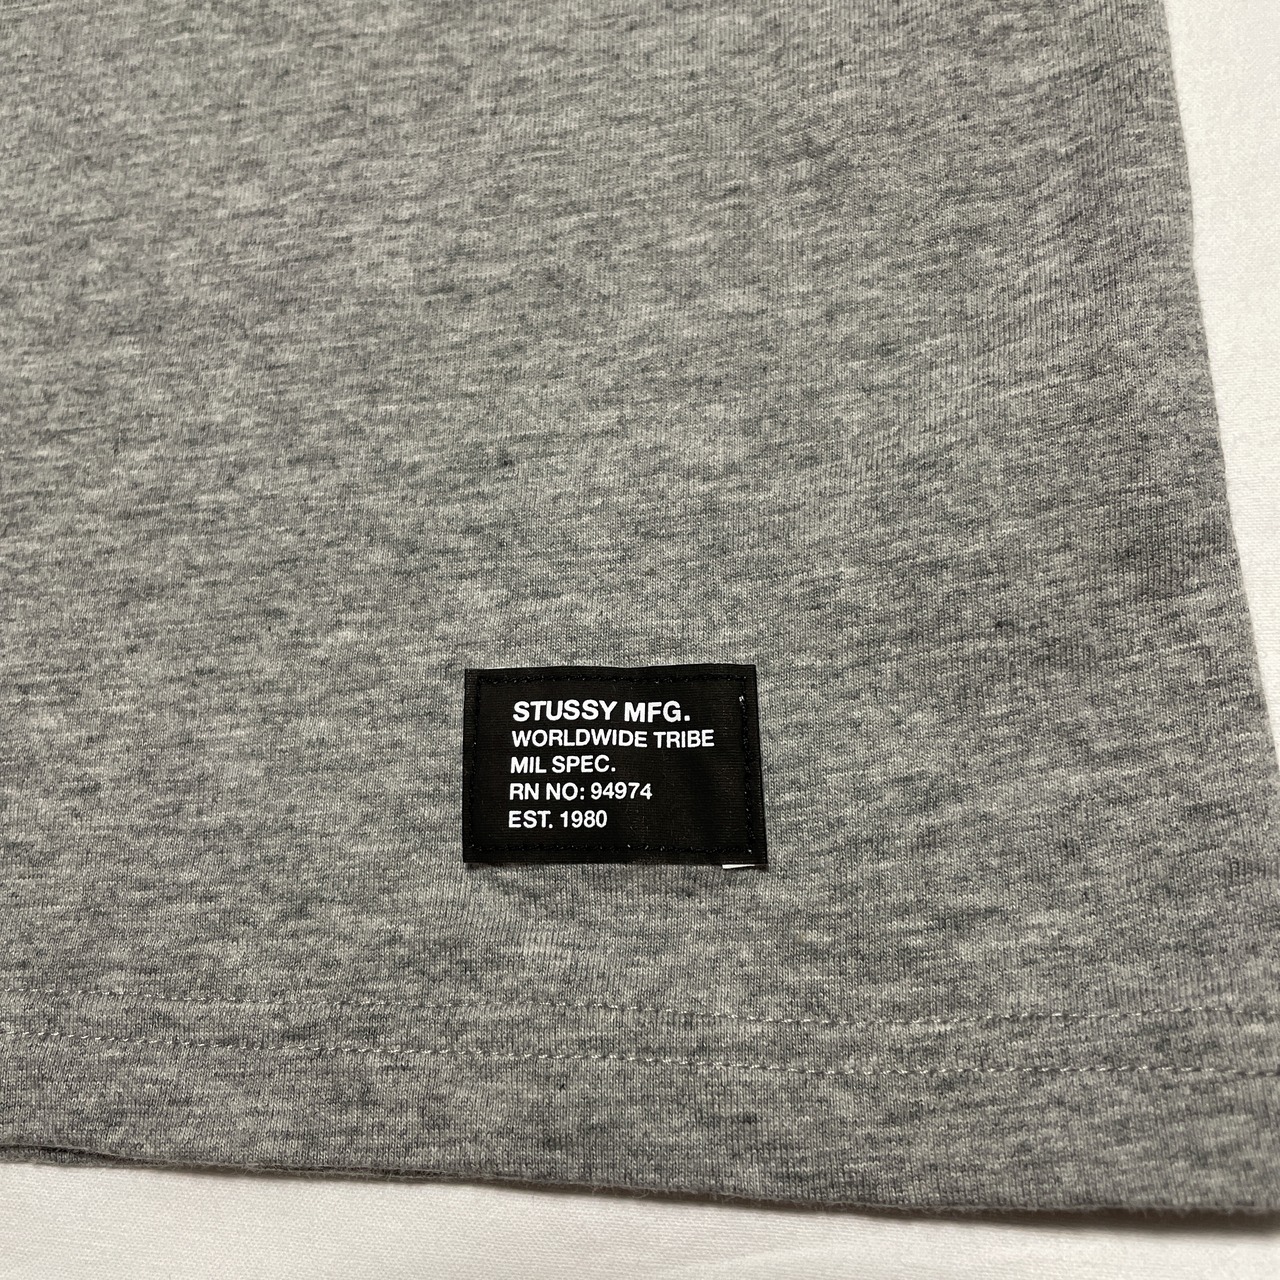 STUSSY MFG.
WORLDWIDE TRIBE
MIL SPEC.
RN NO: 94974
EST. 1980